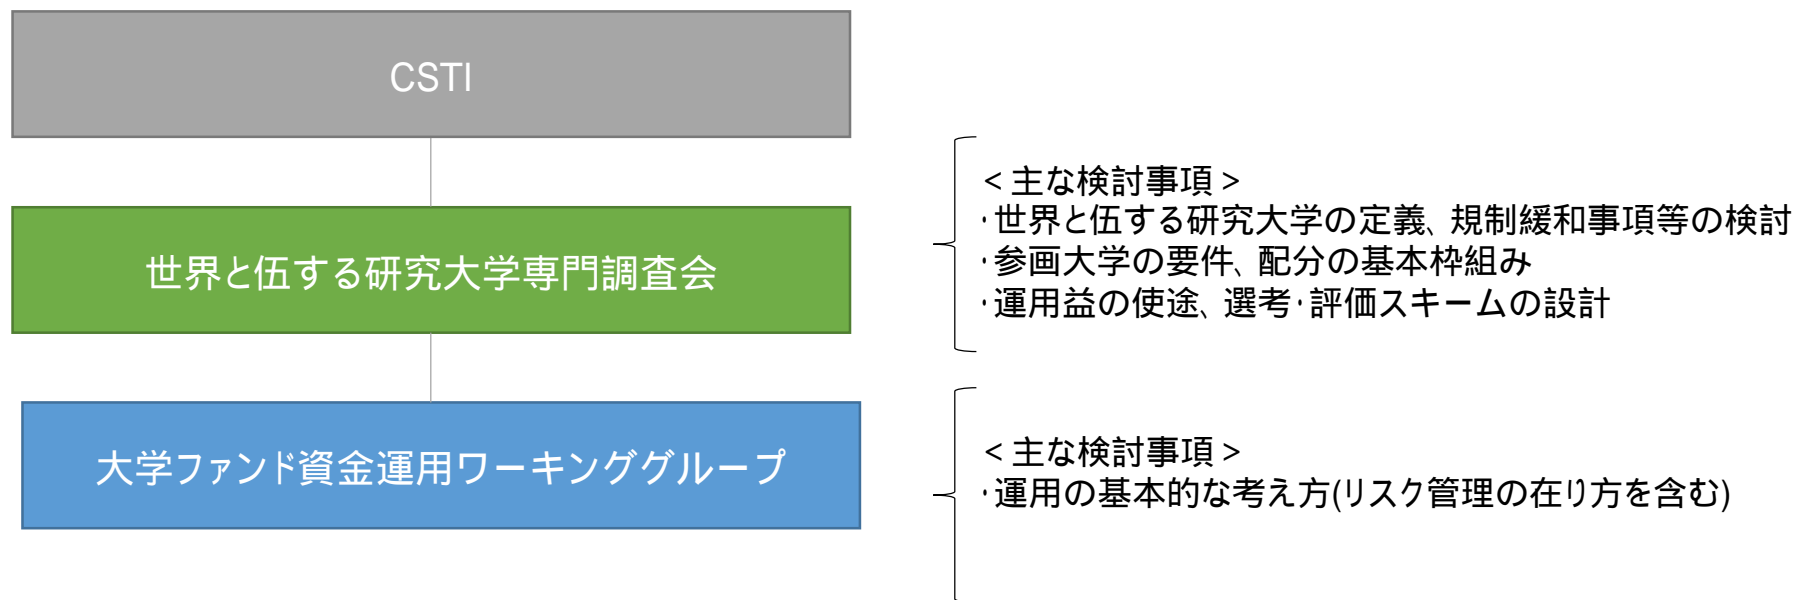 CSTI
世界と伍する研究大学専門調査会
大学ファンド資金運用ワーキンググループ
<主な検討事項>
・世界と伍する研究大学の定義、規制緩和事項等の検討
・参画大学の要件、配分の基本枠組み
・運用益の使途、選考・評価スキームの設計
<主な検討事項>
・運用の基本的な考え方(リスク管理の在り方を含む)